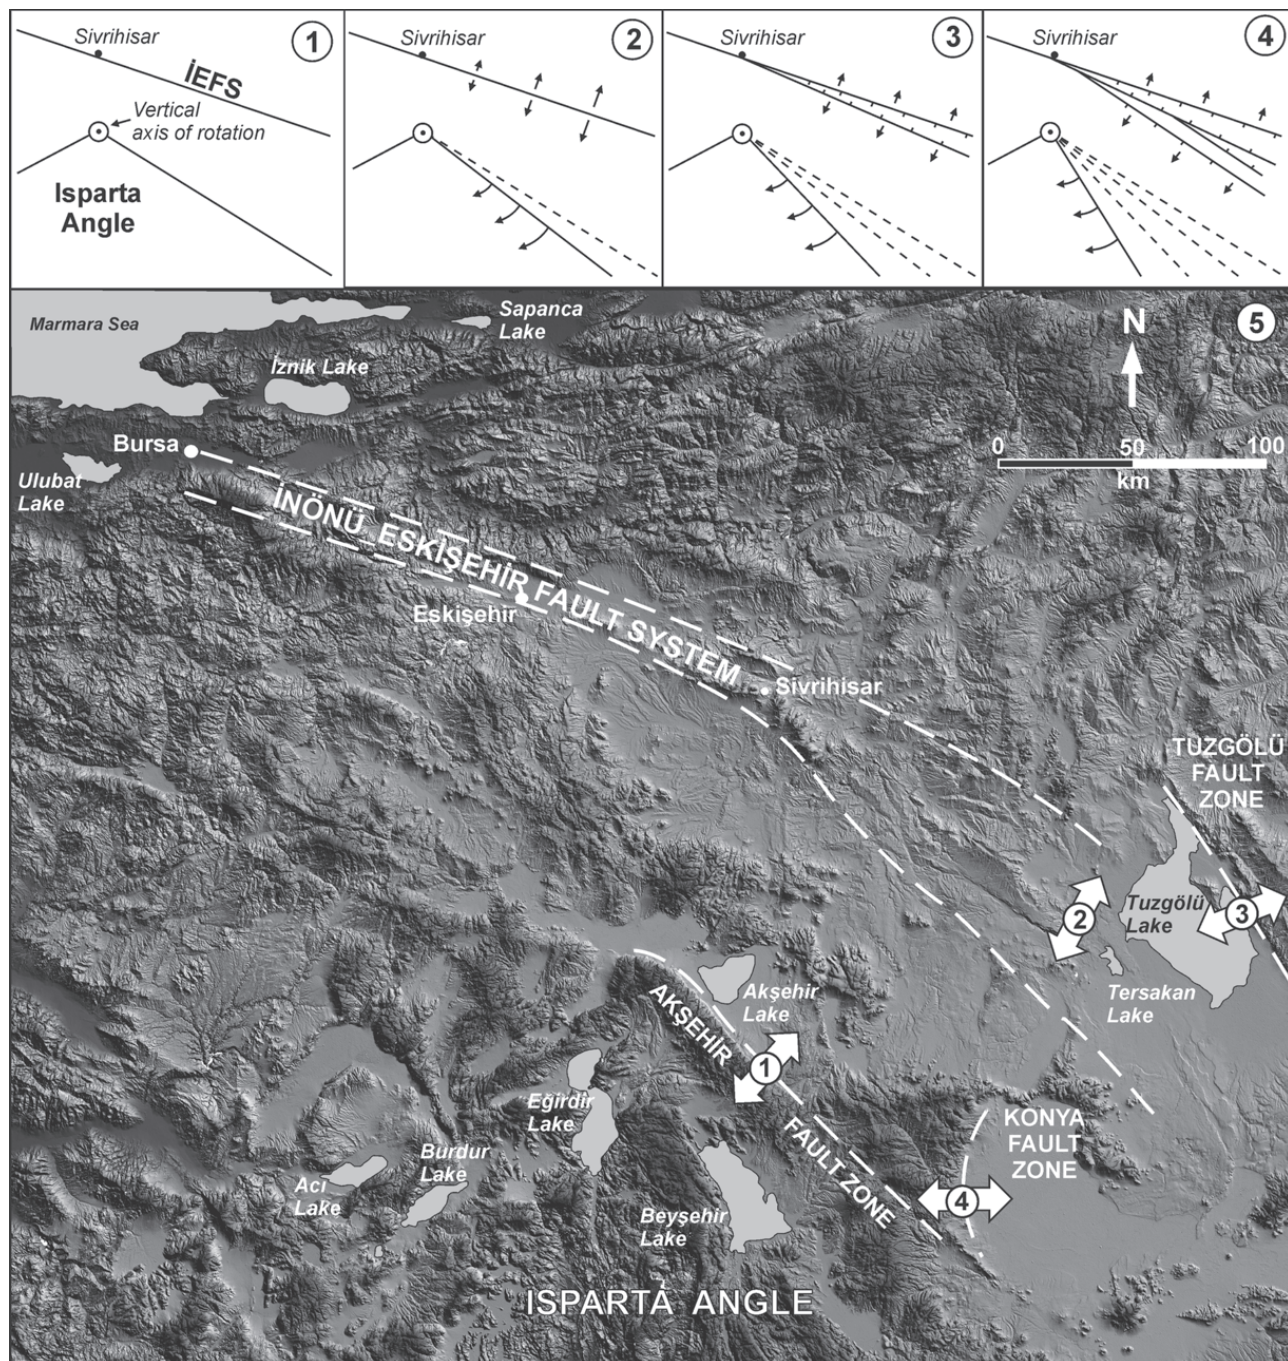 Sivrihisar
1
İEFS
Vertical
axis of rotation
Isparta
Angle
Sivrihisar
2
Sivrihisar
3
Sivrihisar
4
5
Marmara Sea
Sapanca
Lake
İznik Lake
N
0 50 100
km
Bursa
Ulubat
Lake
İNÖNÜ_ESKİŞEHİR FAULT SYSTEM
Eskişehir
Sivrihisar
TUZGÖLÜ
FAULT
ZONE
Tuzgölü
Lake
2
3
Tersakan
Lake
Akşehir
Lake
AKŞEHİR
1
FAULT ZONE
Eğirdir
Lake
Burdur
Lake
Acı
Lake
Beyşehir
Lake
KONYA
FAULT
ZONE
4
ISPARTA ANGLE